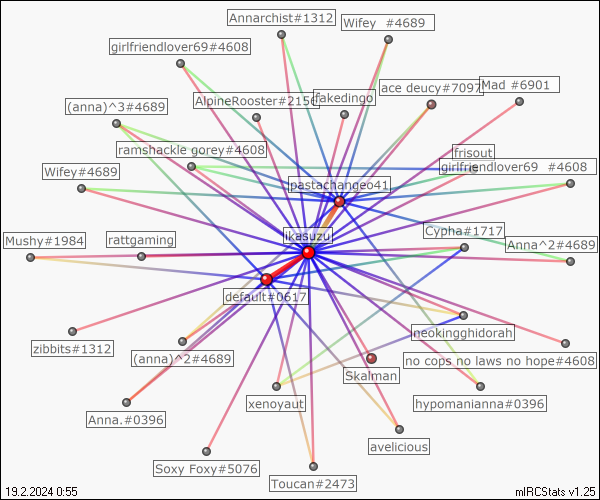 Annarchist#1312
Wifey  #4689
girlfriendlover69#4608
ace deucy#7097
Mad #6901
(anna)^3#4689
AlpineRooster#2156
fakedingo
ramshackle gorey#4608
frisout
girlfriendlover69  #4608
Wifey#4689
pastachangeo41
Mushy#1984
rattgaming
ikasuzu
Cypha#1717
Anna^2#4689
default#0617
neokingghidorah
zibbits#1312
(anna)^2#4689
no cops no laws no hope#4608
Skalman
Anna.#0396
xenoyaut
hypomanianna#0396
avelicious
Soxy Foxy#5076
Toucan#2473
19.2.2024 0:55
mIRCStats v1.25